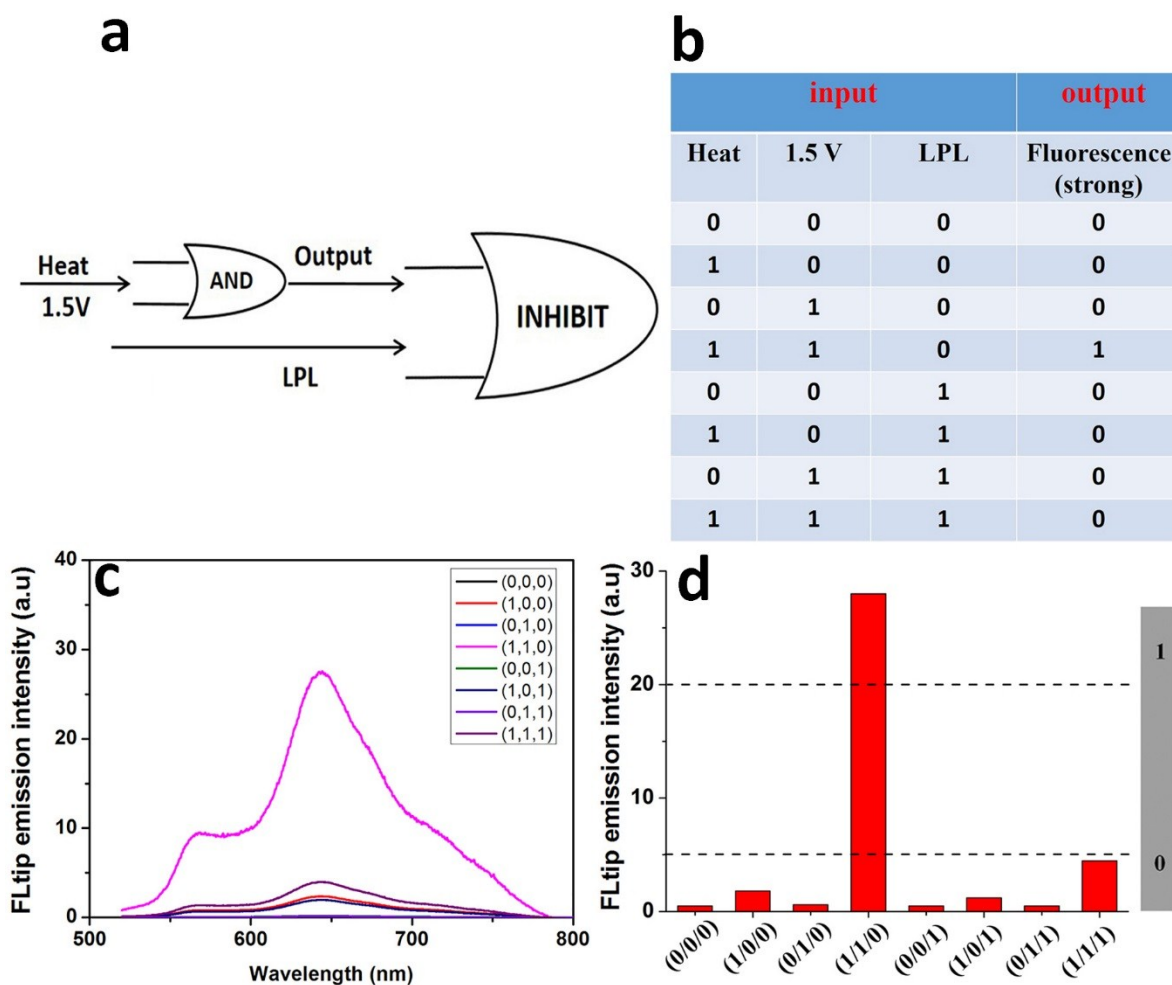 a
Heat
1.5V
AND
Output
LPL
INHIBIT
b
input output
Heat 1.5 V LPL Fluorescence
(strong)
0 0 0 0
1 0 0 0
0 1 0 0
1 1 0 1
0 0 1 0
1 0 1 0
0 1 1 0
1 1 1 0
c
FLtip emission intensity (a.u)
40
30
20
10
0
500 600 700 800
Wavelength (nm)
(0,0,0)
(1,0,0)
(0,1,0)
(1,1,0)
(0,0,1)
(1,0,1)
(0,1,1)
(1,1,1)
d
FLtip emission intensity (a.u)
30
20
10
0
(0/0/0) (1/0/0) (0/1/0) (1/1/0) (0/0/1) (1/0/1) (0/1/1) (1/1/1)
1
0